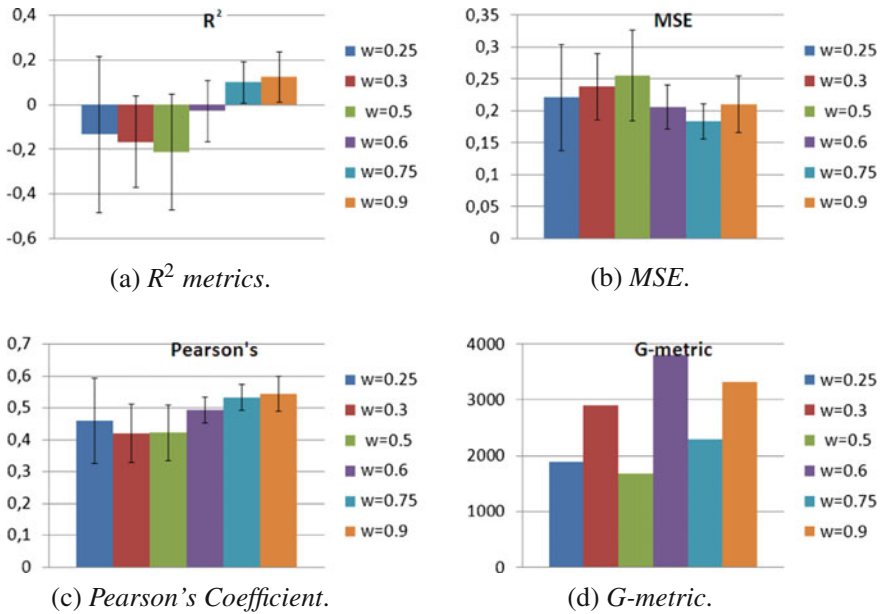 R²
0,4
0,2
0
-0,2
-0,4
-0,6
w=0.25
w=0.3
w=0.5
w=0.6
w=0.75
w=0.9
(a) R² metrics.
MSE
0,35
0,3
0,25
0,2
0,15
0,1
0,05
0
w=0.25
w=0.3
w=0.5
w=0.6
w=0.75
w=0.9
(b) MSE.
Pearson's
0,7
0,6
0,5
0,4
0,3
0,2
0,1
0
w=0.25
w=0.3
w=0.5
w=0.6
w=0.75
w=0.9
(c) Pearson's Coefficient.
G-metric
4000
3000
2000
1000
0,
w=0.25
w=0.3
w=0.5
w=0.6
w=0.75
w=0.9
(d) G-metric.